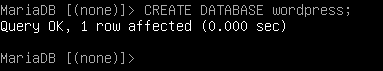 MariaDB [(none)]> CREATE DATABASE wordpress;
Query OK, 1 row affected (0.000 sec)
MariaDB [(none)]>